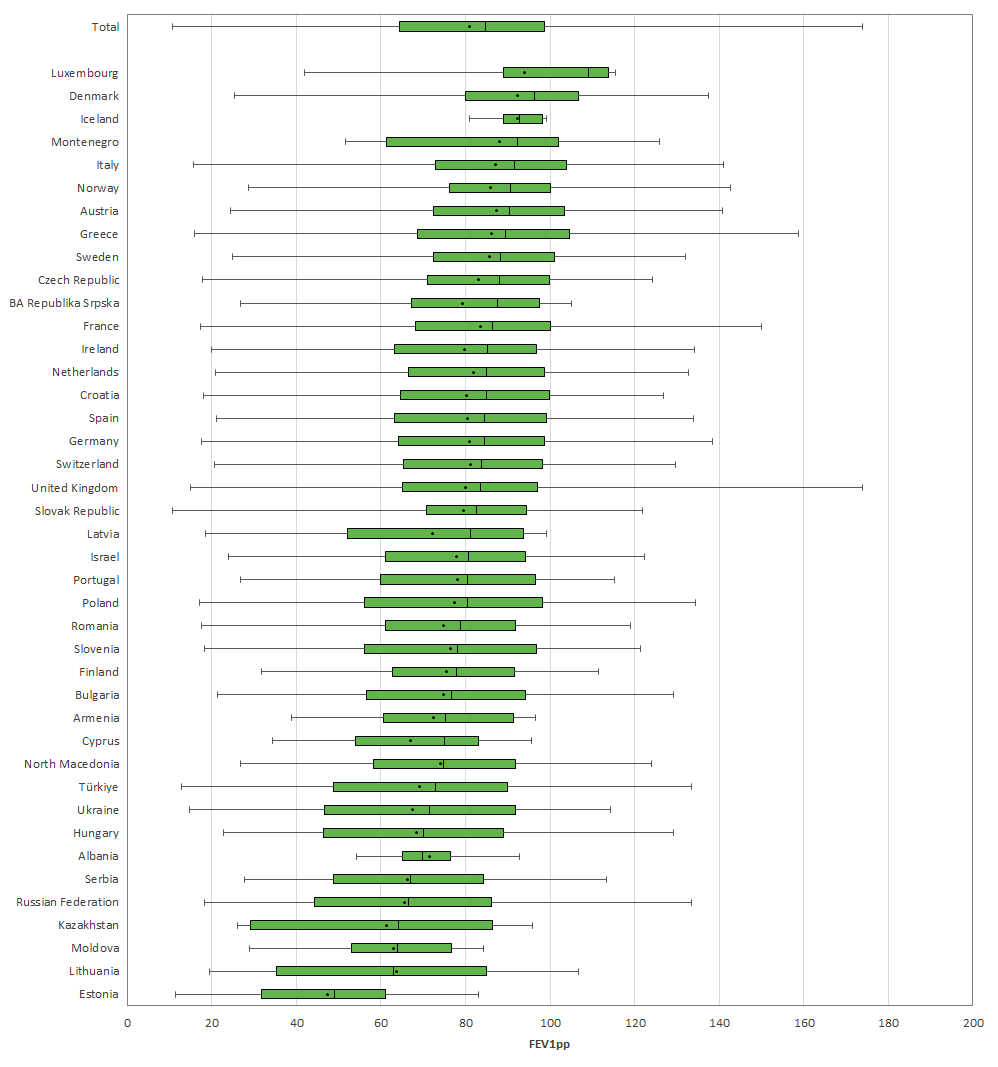 Total
Luxembourg
Denmark
Iceland
Montenegro
Italy
Norway
Austria
Greece
Sweden
Czech Republic
BA Republika Srpska
France
Ireland
Netherlands
Croatia
Spain
Germany
Switzerland
United Kingdom
Slovak Republic
Latvia
Israel
Portugal
Poland
Romania
Slovenia
Finland
Bulgaria
Armenia
Cyprus
North Macedonia
Türkiye
Ukraine
Hungary
Albania
Serbia
Russian Federation
Kazakhstan
Moldova
Lithuania
Estonia
0 20 40 60 80 100 120 140 160 180 200
FEV1pp